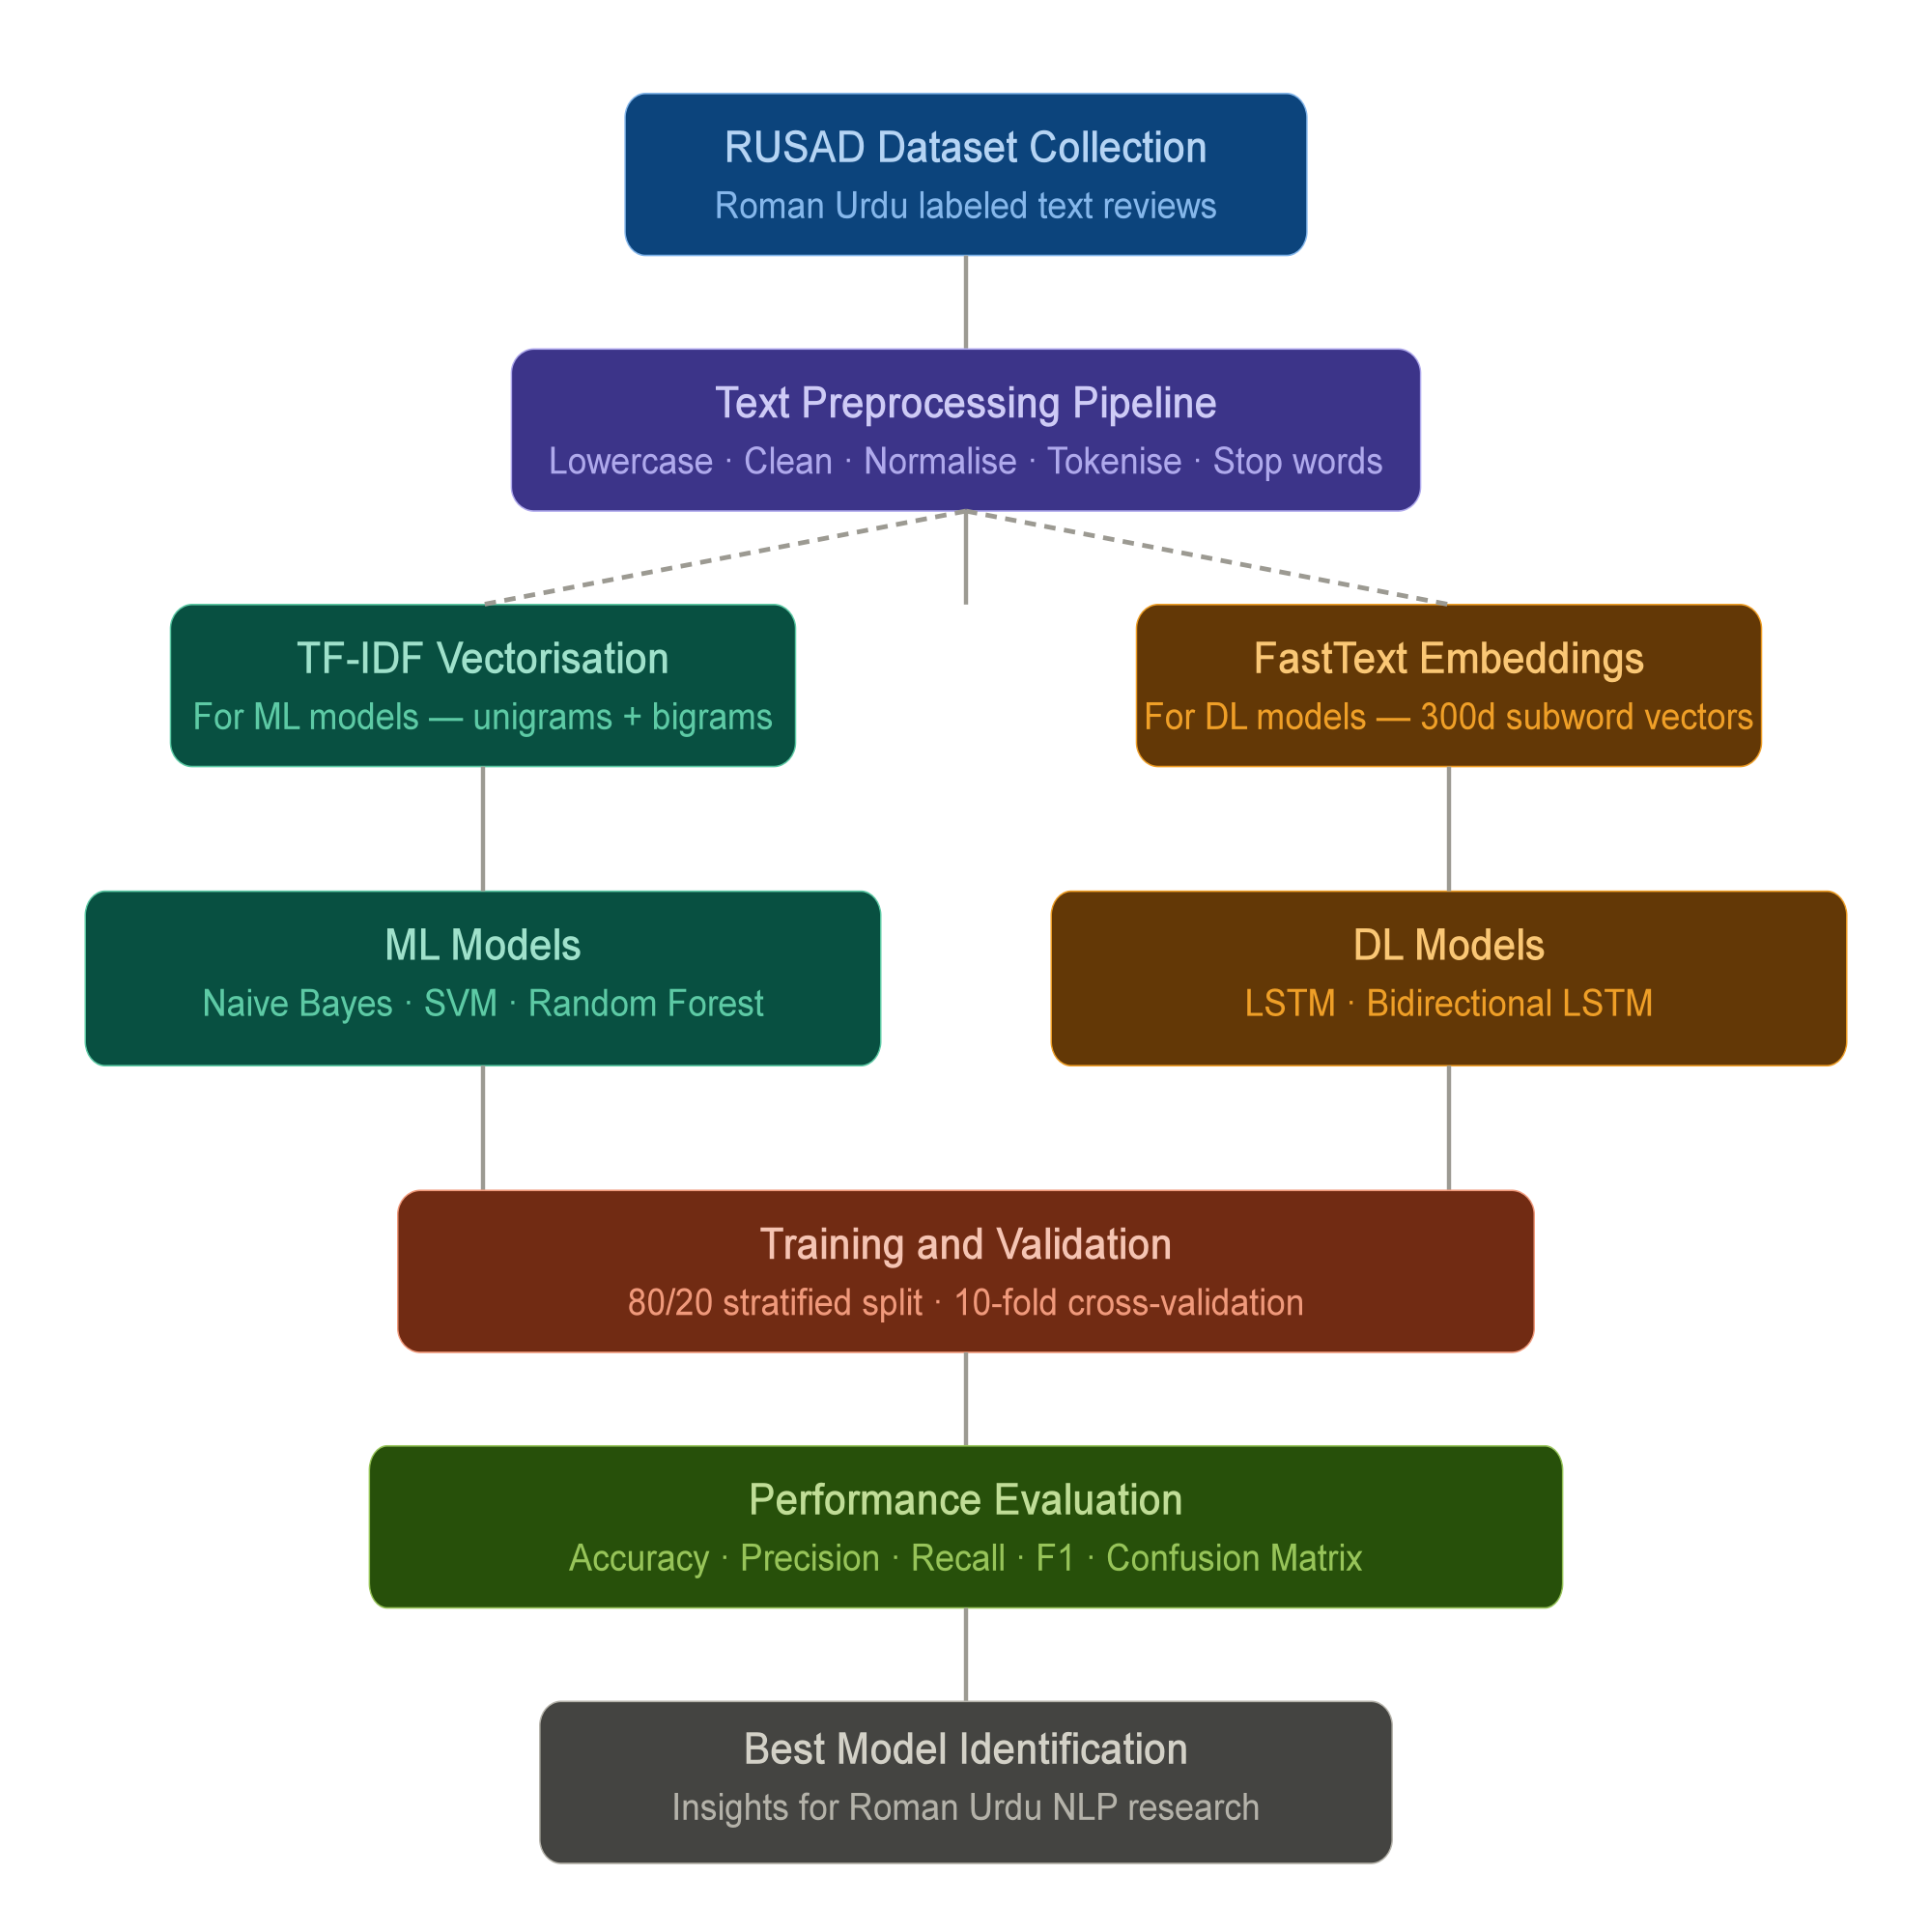 RUSAD Dataset Collection
Roman Urdu labeled text reviews
Text Preprocessing Pipeline
Lowercase · Clean · Normalise · Tokenise · Stop words
TF-IDF Vectorisation
For ML models — unigrams + bigrams
FastText Embeddings
For DL models — 300d subword vectors
ML Models
Naive Bayes · SVM · Random Forest
DL Models
LSTM · Bidirectional LSTM
Training and Validation
80/20 stratified split · 10-fold cross-validation
Performance Evaluation
Accuracy · Precision · Recall · F1 · Confusion Matrix
Best Model Identification
Insights for Roman Urdu NLP research